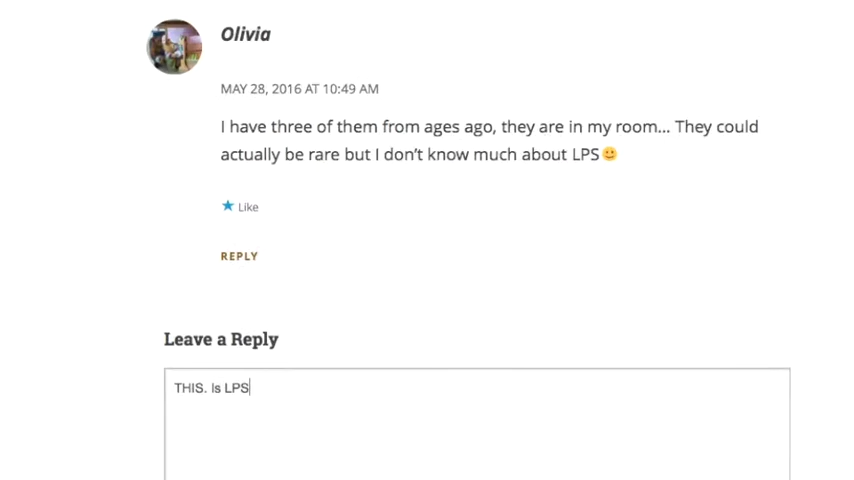 Olivia
MAY 28, 2016 AT 10:49 AM
I have three of them from ages ago, they are in my room... They could
actually be rare but I don't know much about LPS🙂
★ Like
REPLY
Leave a Reply
THIS. Is LPS